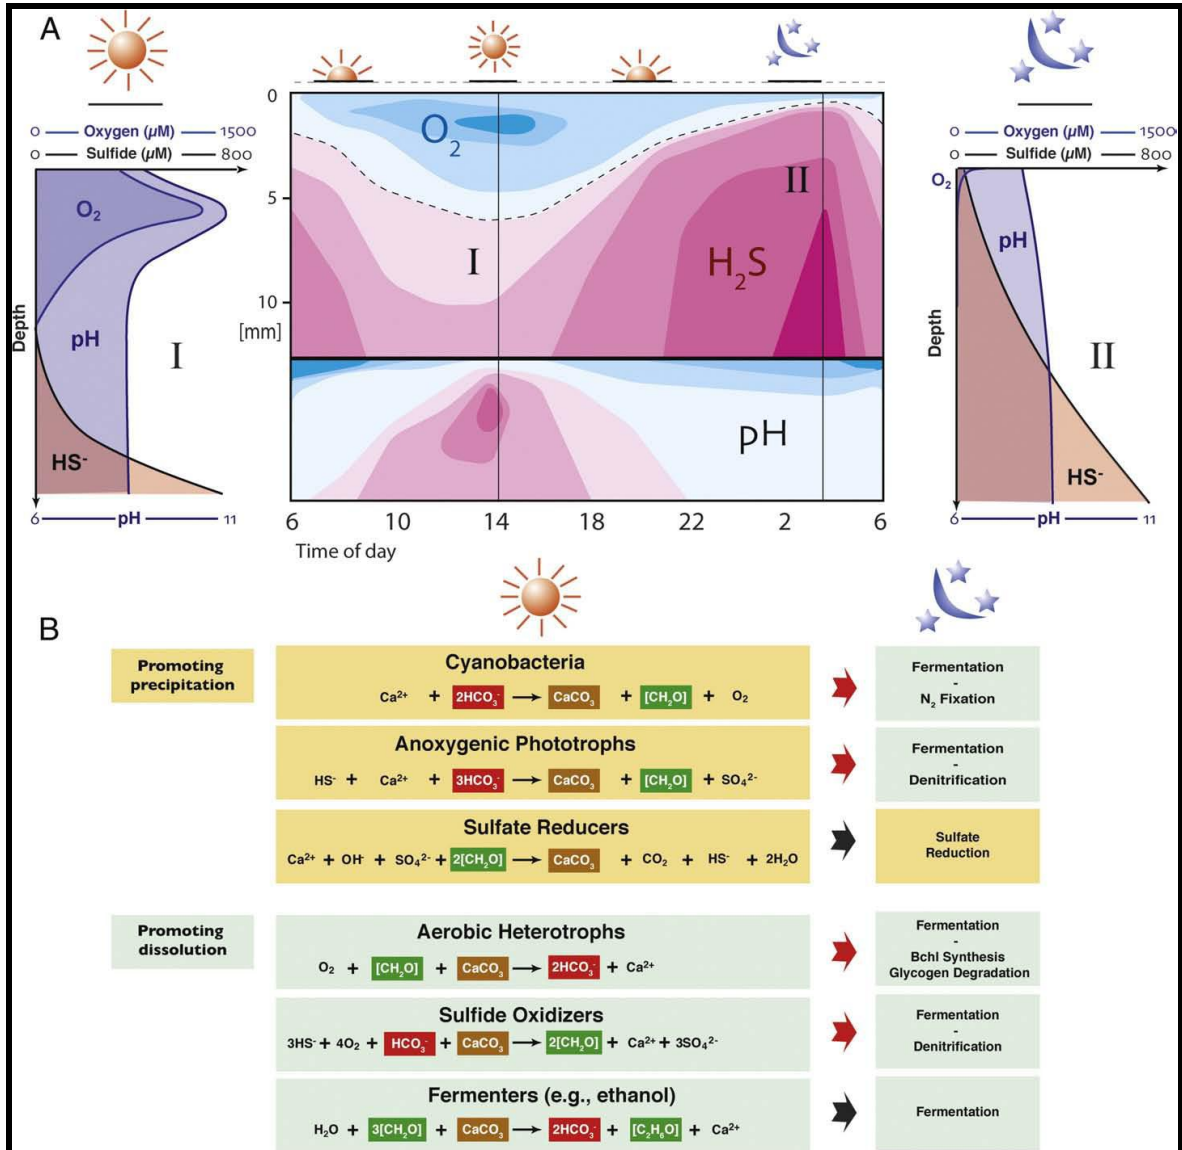 A
0 Oxygen (µM) 1500
0 Sulfide (µM) 800
O₂
pH
I
HS⁻
Depth
6 pH 11
0
5
10
[mm]
O₂
I
II
H₂S
pH
6 10 14 18 22 2 6
Time of day
0 Oxygen (µM) 1500
0 Sulfide (µM) 800
O₂
pH
II
HS⁻
Depth
6 pH 11
B
Promoting
precipitation
Cyanobacteria
Ca²⁺ + 2HCO₃⁻ → CaCO₃ + [CH₂O] + O₂
Fermentation
-
N₂ Fixation
Anoxygenic Phototrophs
HS⁻ + Ca²⁺ + 3HCO₃⁻ → CaCO₃ + [CH₂O] + SO₄²⁻
Fermentation
-
Denitrification
Sulfate Reducers
Ca²⁺ + OH⁻ + SO₄²⁻ + 2[CH₂O] → CaCO₃ + CO₂ + HS⁻ + 2H₂O
Sulfate
Reduction
Promoting
dissolution
Aerobic Heterotrophs
O₂ + [CH₂O] + CaCO₃ → 2HCO₃⁻ + Ca²⁺
Fermentation
-
Bchl Synthesis
Glycogen Degradation
Sulfide Oxidizers
3HS⁻ + 4O₂ + HCO₃⁻ + CaCO₃ → 2[CH₂O] + Ca²⁺ + 3SO₄²⁻
Fermentation
-
Denitrification
Fermenters (e.g., ethanol)
H₂O + 3[CH₂O] + CaCO₃ → 2HCO₃⁻ + [C₂H₆O] + Ca²⁺
Fermentation